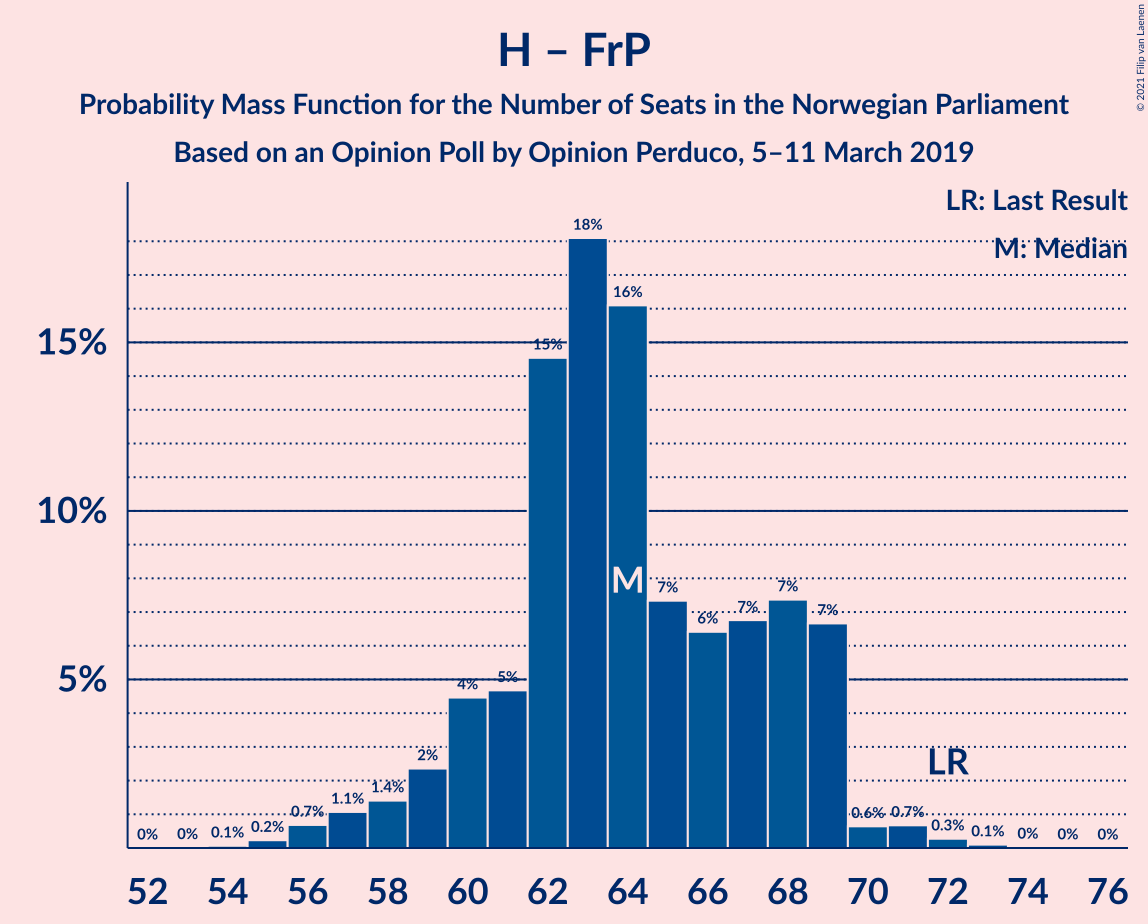 H – FrP
Probability Mass Function for the Number of Seats in the Norwegian Parliament
Based on an Opinion Poll by Opinion Perduco, 5–11 March 2019
© 2021 Filip van Laenen
LR: Last Result
M: Median
15%
10%
5%
0% 0% 0.1% 0.2% 0.7% 1.1% 1.4% 2% 4% 5% 15% 18% 16% 7% 6% 7% 7% 7% 0.6% 0.7% 0.3% 0.1% 0% 0% 0%
M
LR
52 54 56 58 60 62 64 66 68 70 72 74 76